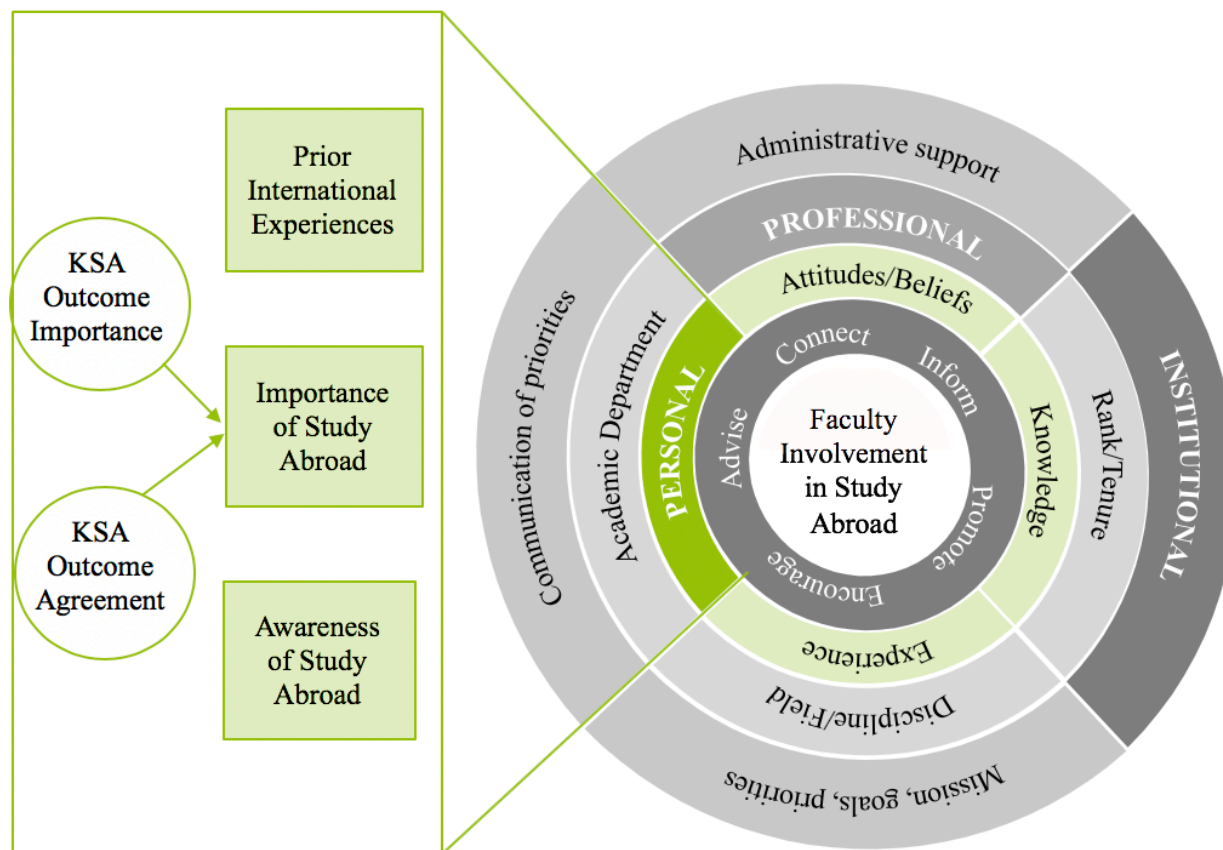 Prior
International
Experiences
KSA
Outcome
Importance
Importance
of Study
Abroad
KSA
Outcome
Agreement
Awareness
of Study
Abroad
Administrative support
PROFESSIONAL
Attitudes/Beliefs
Communication of priorities
Academic Department
PERSONAL
Connect
Inform
Advise
Promote
Encourage
Faculty
Involvement
in Study
Abroad
Knowledge
Rank/Tenure
INSTITUTIONAL
Experience
Discipline/Field
Mission, goals, priorities